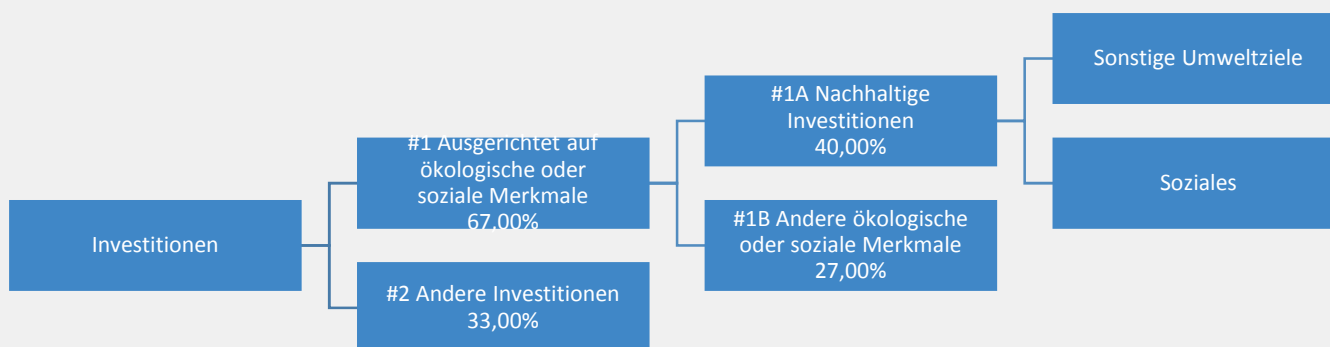 Investitionen
#1 Ausgerichtet auf
ökologische oder
soziale Merkmale
67,00%
#2 Andere Investitionen
33,00%
#1A Nachhaltige
Investitionen
40,00%
#1B Andere ökologische
oder soziale Merkmale
27,00%
Sonstige Umweltziele
Soziales